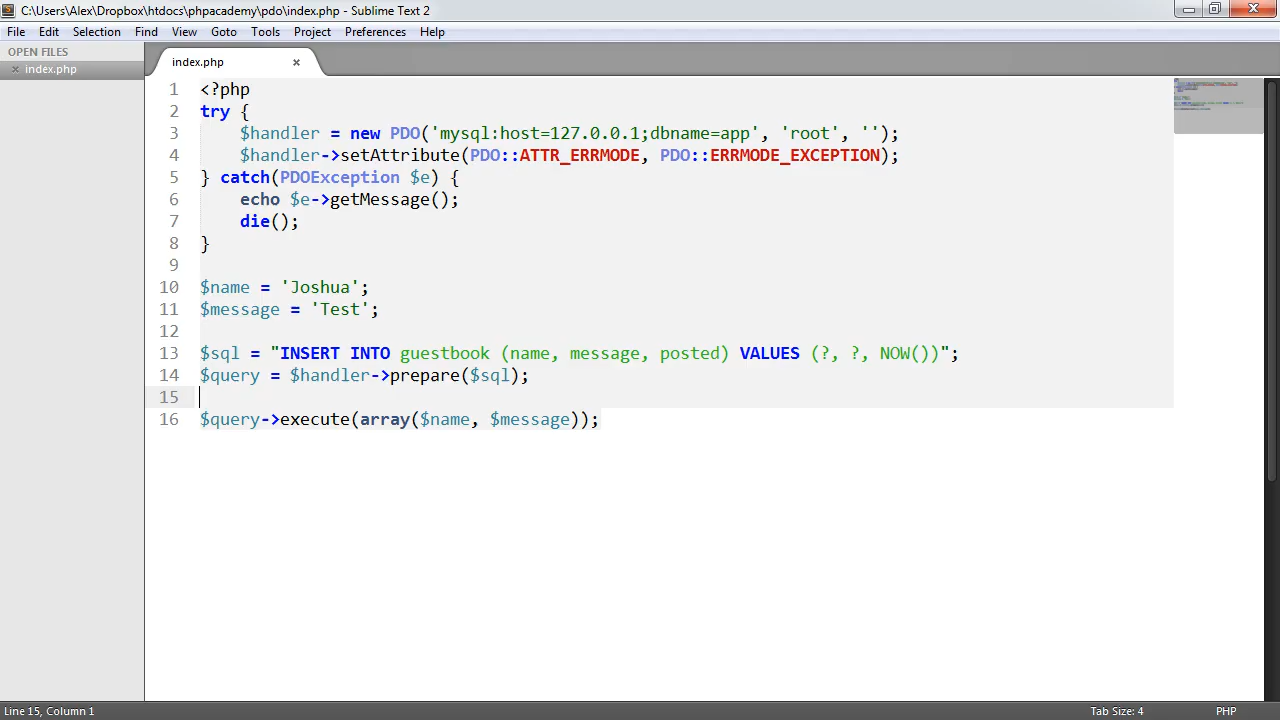 C:\Users\Alex\Dropbox\htdocs\phpacademy\pdo\index.php - Sublime Text 2
File Edit Selection Find View Goto Tools Project Preferences Help
OPEN FILES
× index.php
index.php ×
1 <?php
2 try {
3     $handler = new PDO('mysql:host=127.0.0.1;dbname=app', 'root', '');
4     $handler->setAttribute(PDO::ATTR_ERRMODE, PDO::ERRMODE_EXCEPTION);
5 } catch(PDOException $e) {
6     echo $e->getMessage();
7     die();
8 }
9
10 $name = 'Joshua';
11 $message = 'Test';
12
13 $sql = "INSERT INTO guestbook (name, message, posted) VALUES (?, ?, NOW())";
14 $query = $handler->prepare($sql);
15
16 $query->execute(array($name, $message));
Line 15, Column 1 Tab Size: 4 PHP